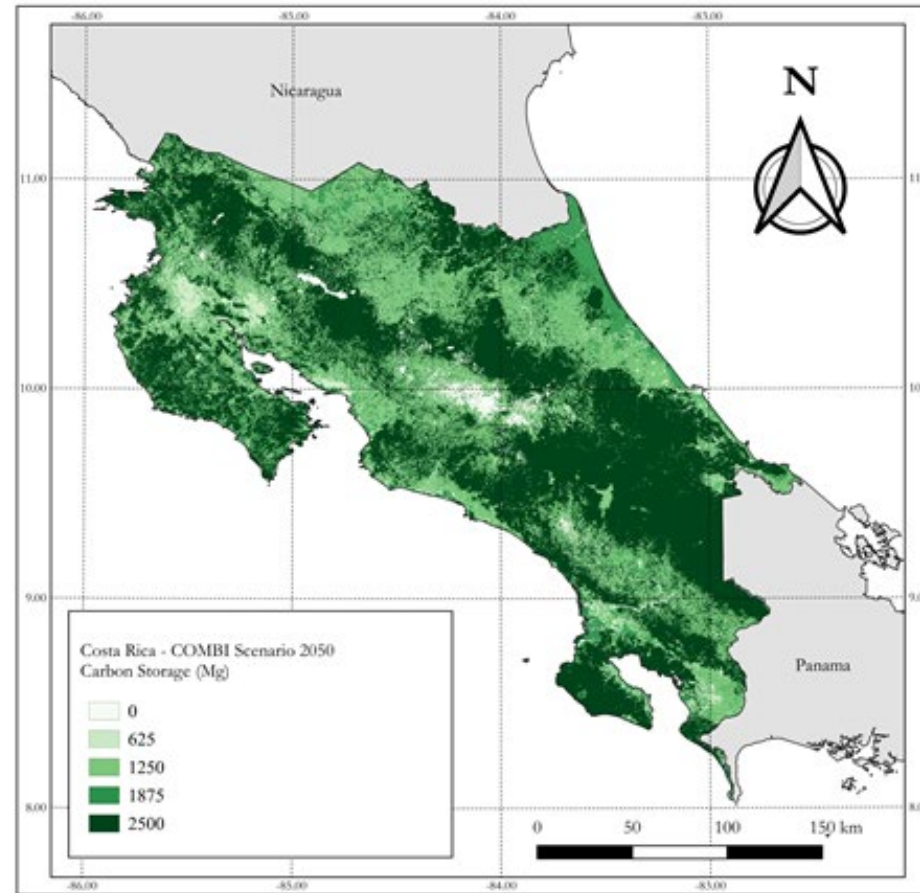 -86.00 -85.00 -84.00 -83.00
Nicaragua
N
11.00
10.00 10.00
9.00
Costa Rica - COMBI Scenario 2050
Carbon Storage (Mg)
0
625
1250
1875
2500
Panama
8.00
0 50 100 150 km
-86.00 -85.00 -84.00 -83.00